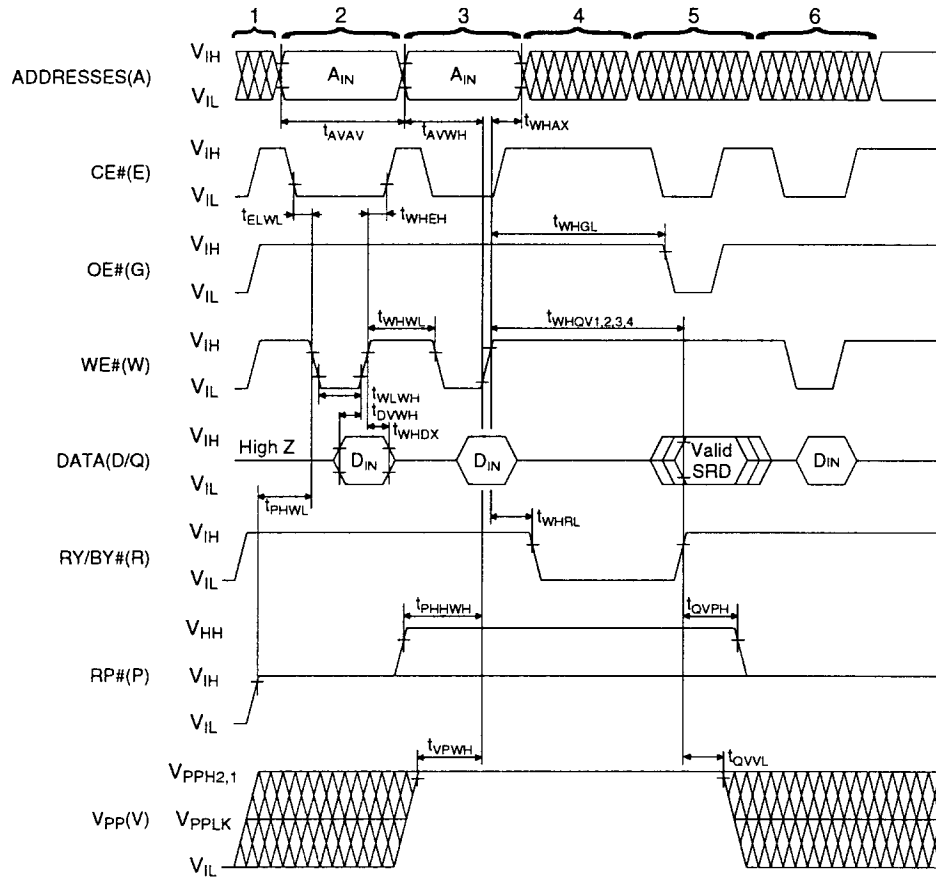 1 2 3 4 5 6
ADDRESSES(A) VIH AIN AIN
VIL
tAVAV tAVWH tWHAX
CE#(E) VIH
VIL
tELWL tWHEH
tWHGL
OE#(G) VIH
VIL
tWHWL tWHQV1,2,3,4
WE#(W) VIH
VIL
tWLWH
tDVWH
tWHDX
DATA(D/Q) VIH High Z DIN DIN Valid SRD DIN
VIL
tPHWL
tWHRL
RY/BY#(R) VIH
VIL
tPHHWH tQVPH
VHH
RP#(P) VIH
VIL
tVPWH tQVVL
VPPH2,1
VPP(V) VPPLK
VIL